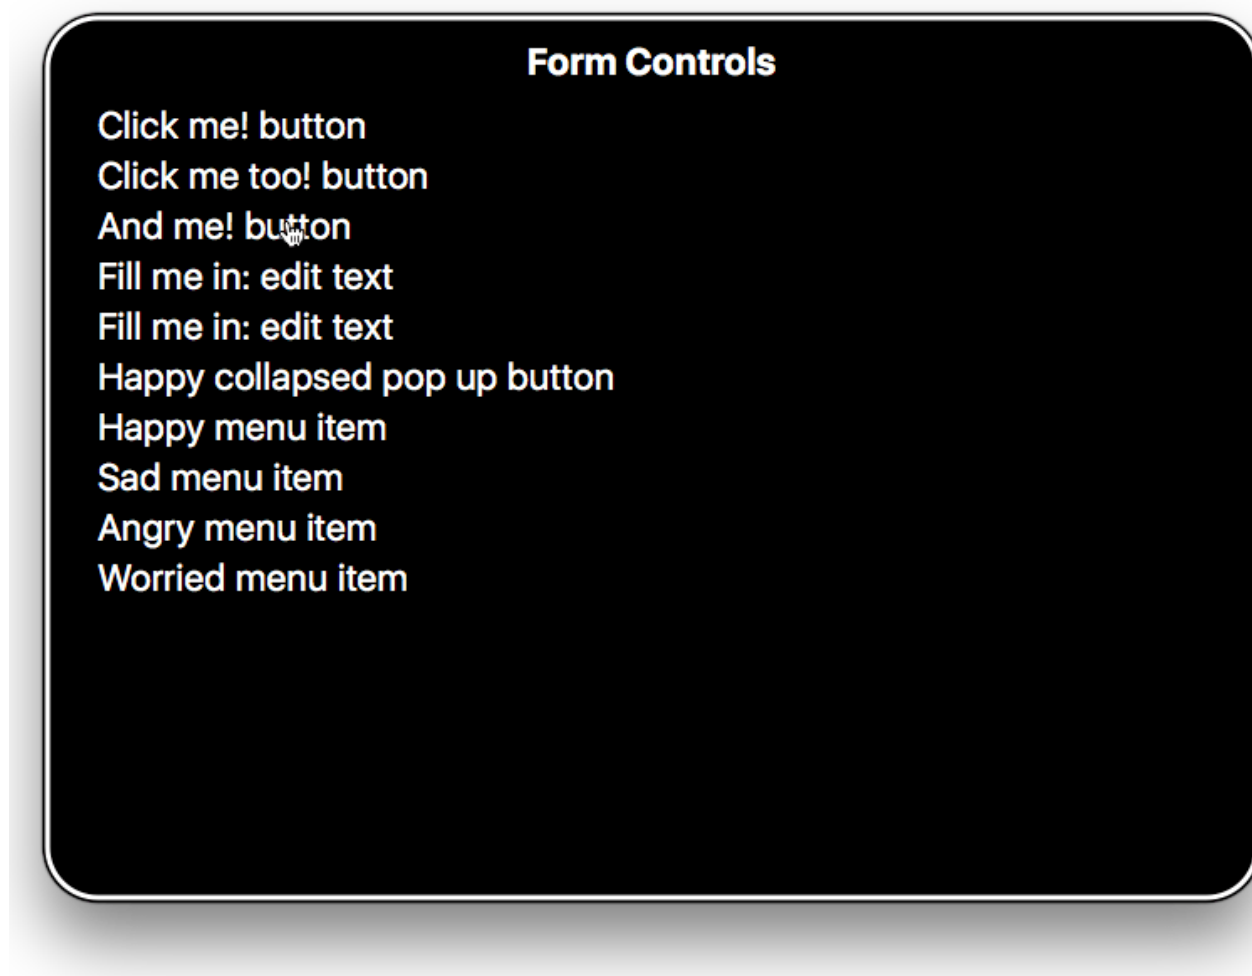 Form Controls
Click me! button
Click me too! button
And me! button
Fill me in: edit text
Fill me in: edit text
Happy collapsed pop up button
Happy menu item
Sad menu item
Angry menu item
Worried menu item